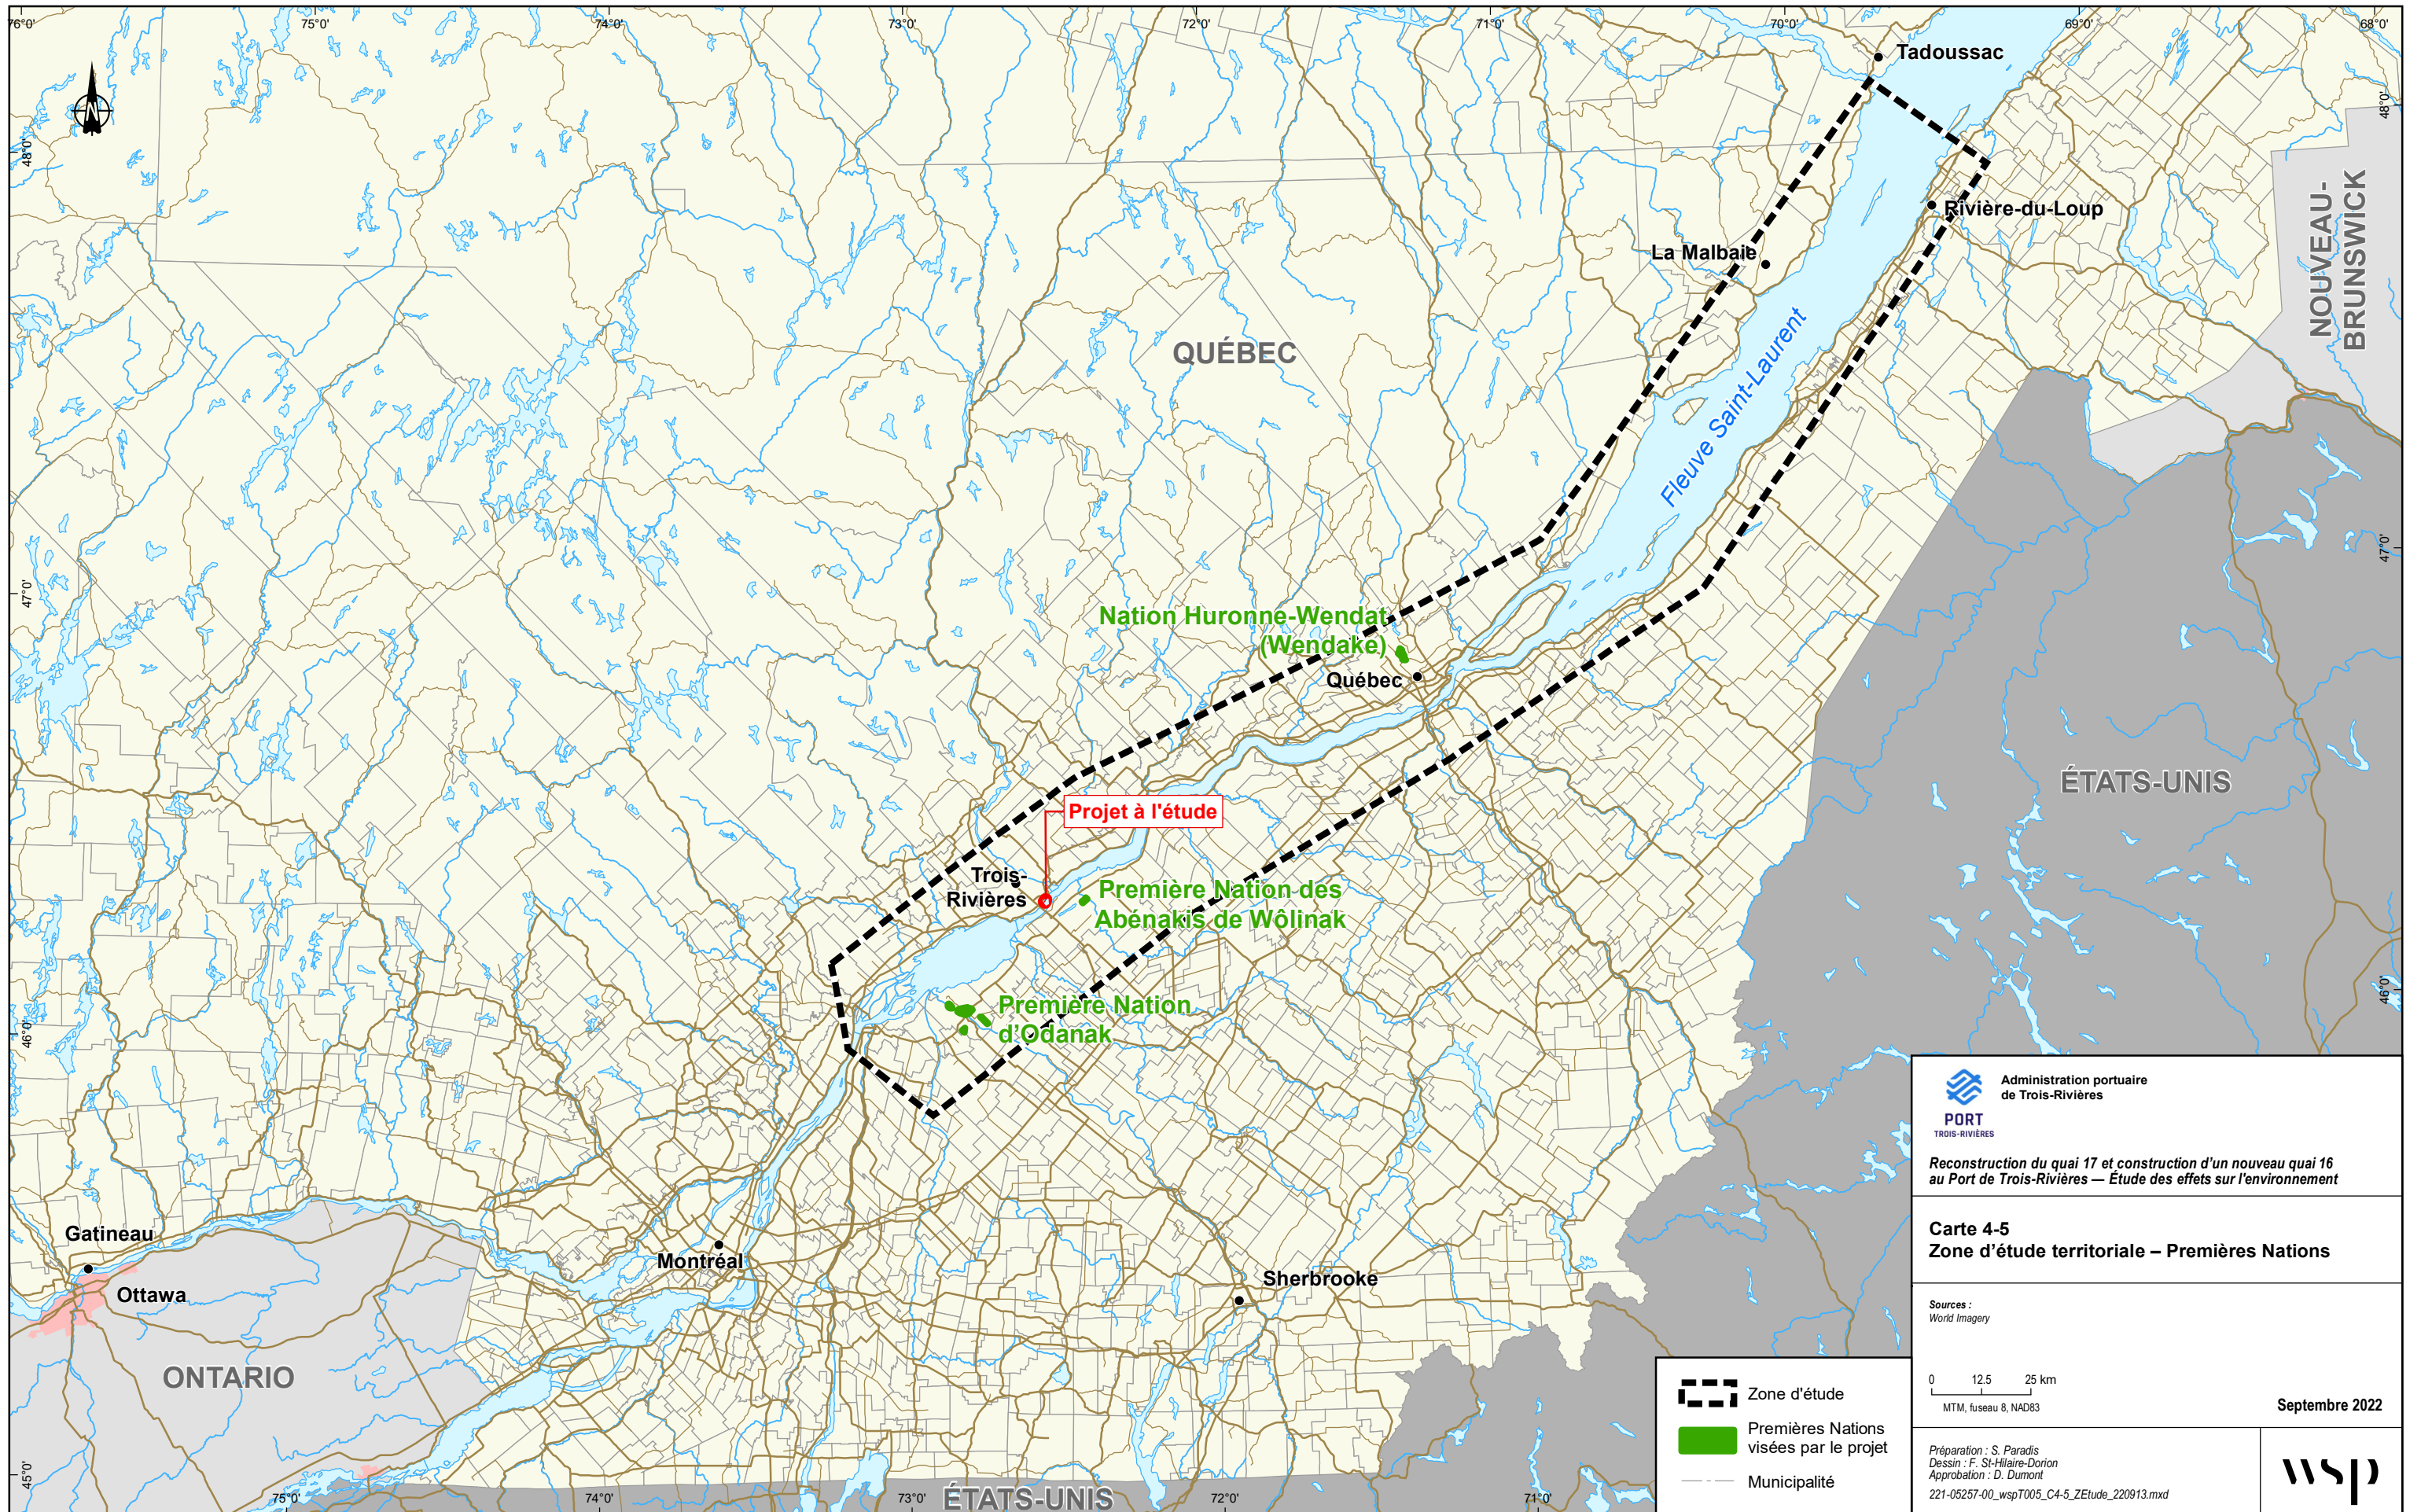 76°0'
75°0'
74°0'
73°0'
72°0'
71°0'
70°0'
69°0'
68°0'
Tadoussac
48°0'
48°0'
Rivière-du-Loup
La Malbaie
NOUVEAU-
BRUNSWICK
QUÉBEC
Fleuve Saint-Laurent
47°0'
47°0'
Nation Huronne-Wendat
(Wendake)
Québec
ÉTATS-UNIS
Projet à l'étude
Trois-
Rivières
Première Nation des
Abénakis de Wôlinak
Première Nation
d'Odanak
46°0'
46°0'
Gatineau
Ottawa
Montréal
Sherbrooke
ONTARIO
45°0'
75°0'
74°0'
73°0'
ÉTATS-UNIS
72°0'
71°0'
N
Zone d'étude
Premières Nations
visées par le projet
Municipalité
PORT
TROIS-RIVIÈRES
Administration portuaire
de Trois-Rivières
Reconstruction du quai 17 et construction d'un nouveau quai 16
au Port de Trois-Rivières — Étude des effets sur l'environnement
Carte 4-5
Zone d'étude territoriale – Premières Nations
Sources :
World Imagery
0 12.5 25 km
MTM, fuseau 8, NAD83
Septembre 2022
Préparation : S. Paradis
Dessin : F. St-Hilaire-Dorion
Approbation : D. Dumont
221-05257-00_wspT005_C4-5_ZEtude_220913.mxd
wsp